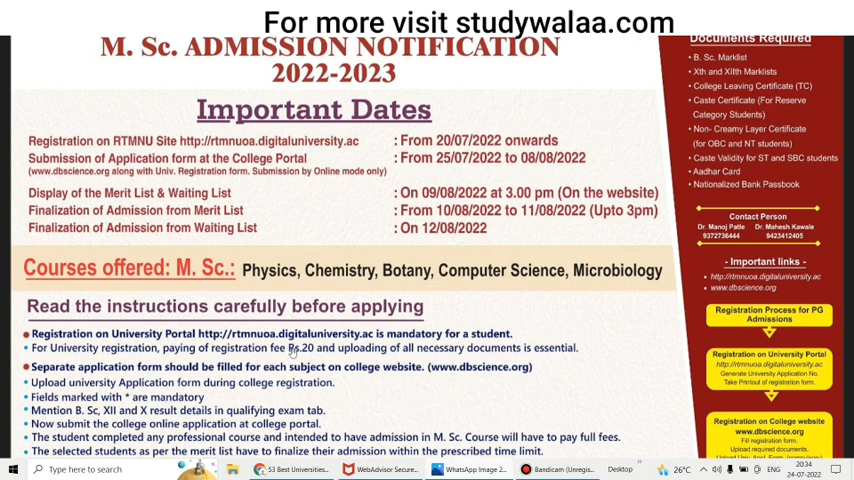 For more visit studywalaa.com
M. Sc. ADMISSION NOTIFICATION
2022-2023
Important Dates
Registration on RTMNU Site http://rtmnuoa.digitaluniversity.ac : From 20/07/2022 onwards
Submission of Application form at the College Portal : From 25/07/2022 to 08/08/2022
(www.dbscience.org along with Univ. Registration form. Submission by Online mode only)
Display of the Merit List & Waiting List : On 09/08/2022 at 3.00 pm (On the website)
Finalization of Admission from Merit List : From 10/08/2022 to 11/08/2022 (Upto 3pm)
Finalization of Admission from Waiting List : On 12/08/2022
Courses offered: M. Sc.: Physics, Chemistry, Botany, Computer Science, Microbiology
Read the instructions carefully before applying
Registration on University Portal http://rtmnuoa.digitaluniversity.ac is mandatory for a student.
• For University registration, paying of registration fee Rs.20 and uploading of all necessary documents is essential.
Separate application form should be filled for each subject on college website. (www.dbscience.org)
• Upload university Application form during college registration.
• Fields marked with * are mandatory
• Mention B. Sc, XII and X result details in qualifying exam tab.
• Now submit the college online application at college portal.
• The student completed any professional course and intended to have admission in M. Sc. Course will have to pay full fees.
• The selected students as per the merit list have to finalize their admission within the prescribed time limit.
Documents Required
• B. Sc. Marklist
• Xth and XIIth Marklists
• College Leaving Certificate (TC)
• Caste Certificate (For Reserve
Category Students)
• Non- Creamy Layer Certificate
(for OBC and NT students)
• Caste Validity for ST and SBC students
• Aadhar Card
• Nationalized Bank Passbook
Contact Person
Dr. Manoj Patle Dr. Mahesh Kawale
9372736444 9423412405
• Important links -
• http://rtmnuoa.digitaluniversity.ac
• www.dbscience.org
Registration Process for PG
Admissions
Registration on University Portal
http://rtmnuoa.digitaluniversity.ac
Generate University Application No.
Take Printout of registration form.
Registration on College website
www.dbscience.org
Fill registration form.
Upload required documents.
Type here to search
53 Best Universities...
WebAdvisor Secure...
WhatsApp Image 2...
Bandicam (Unregis...
Desktop
26°C
20:34
24-07-2022